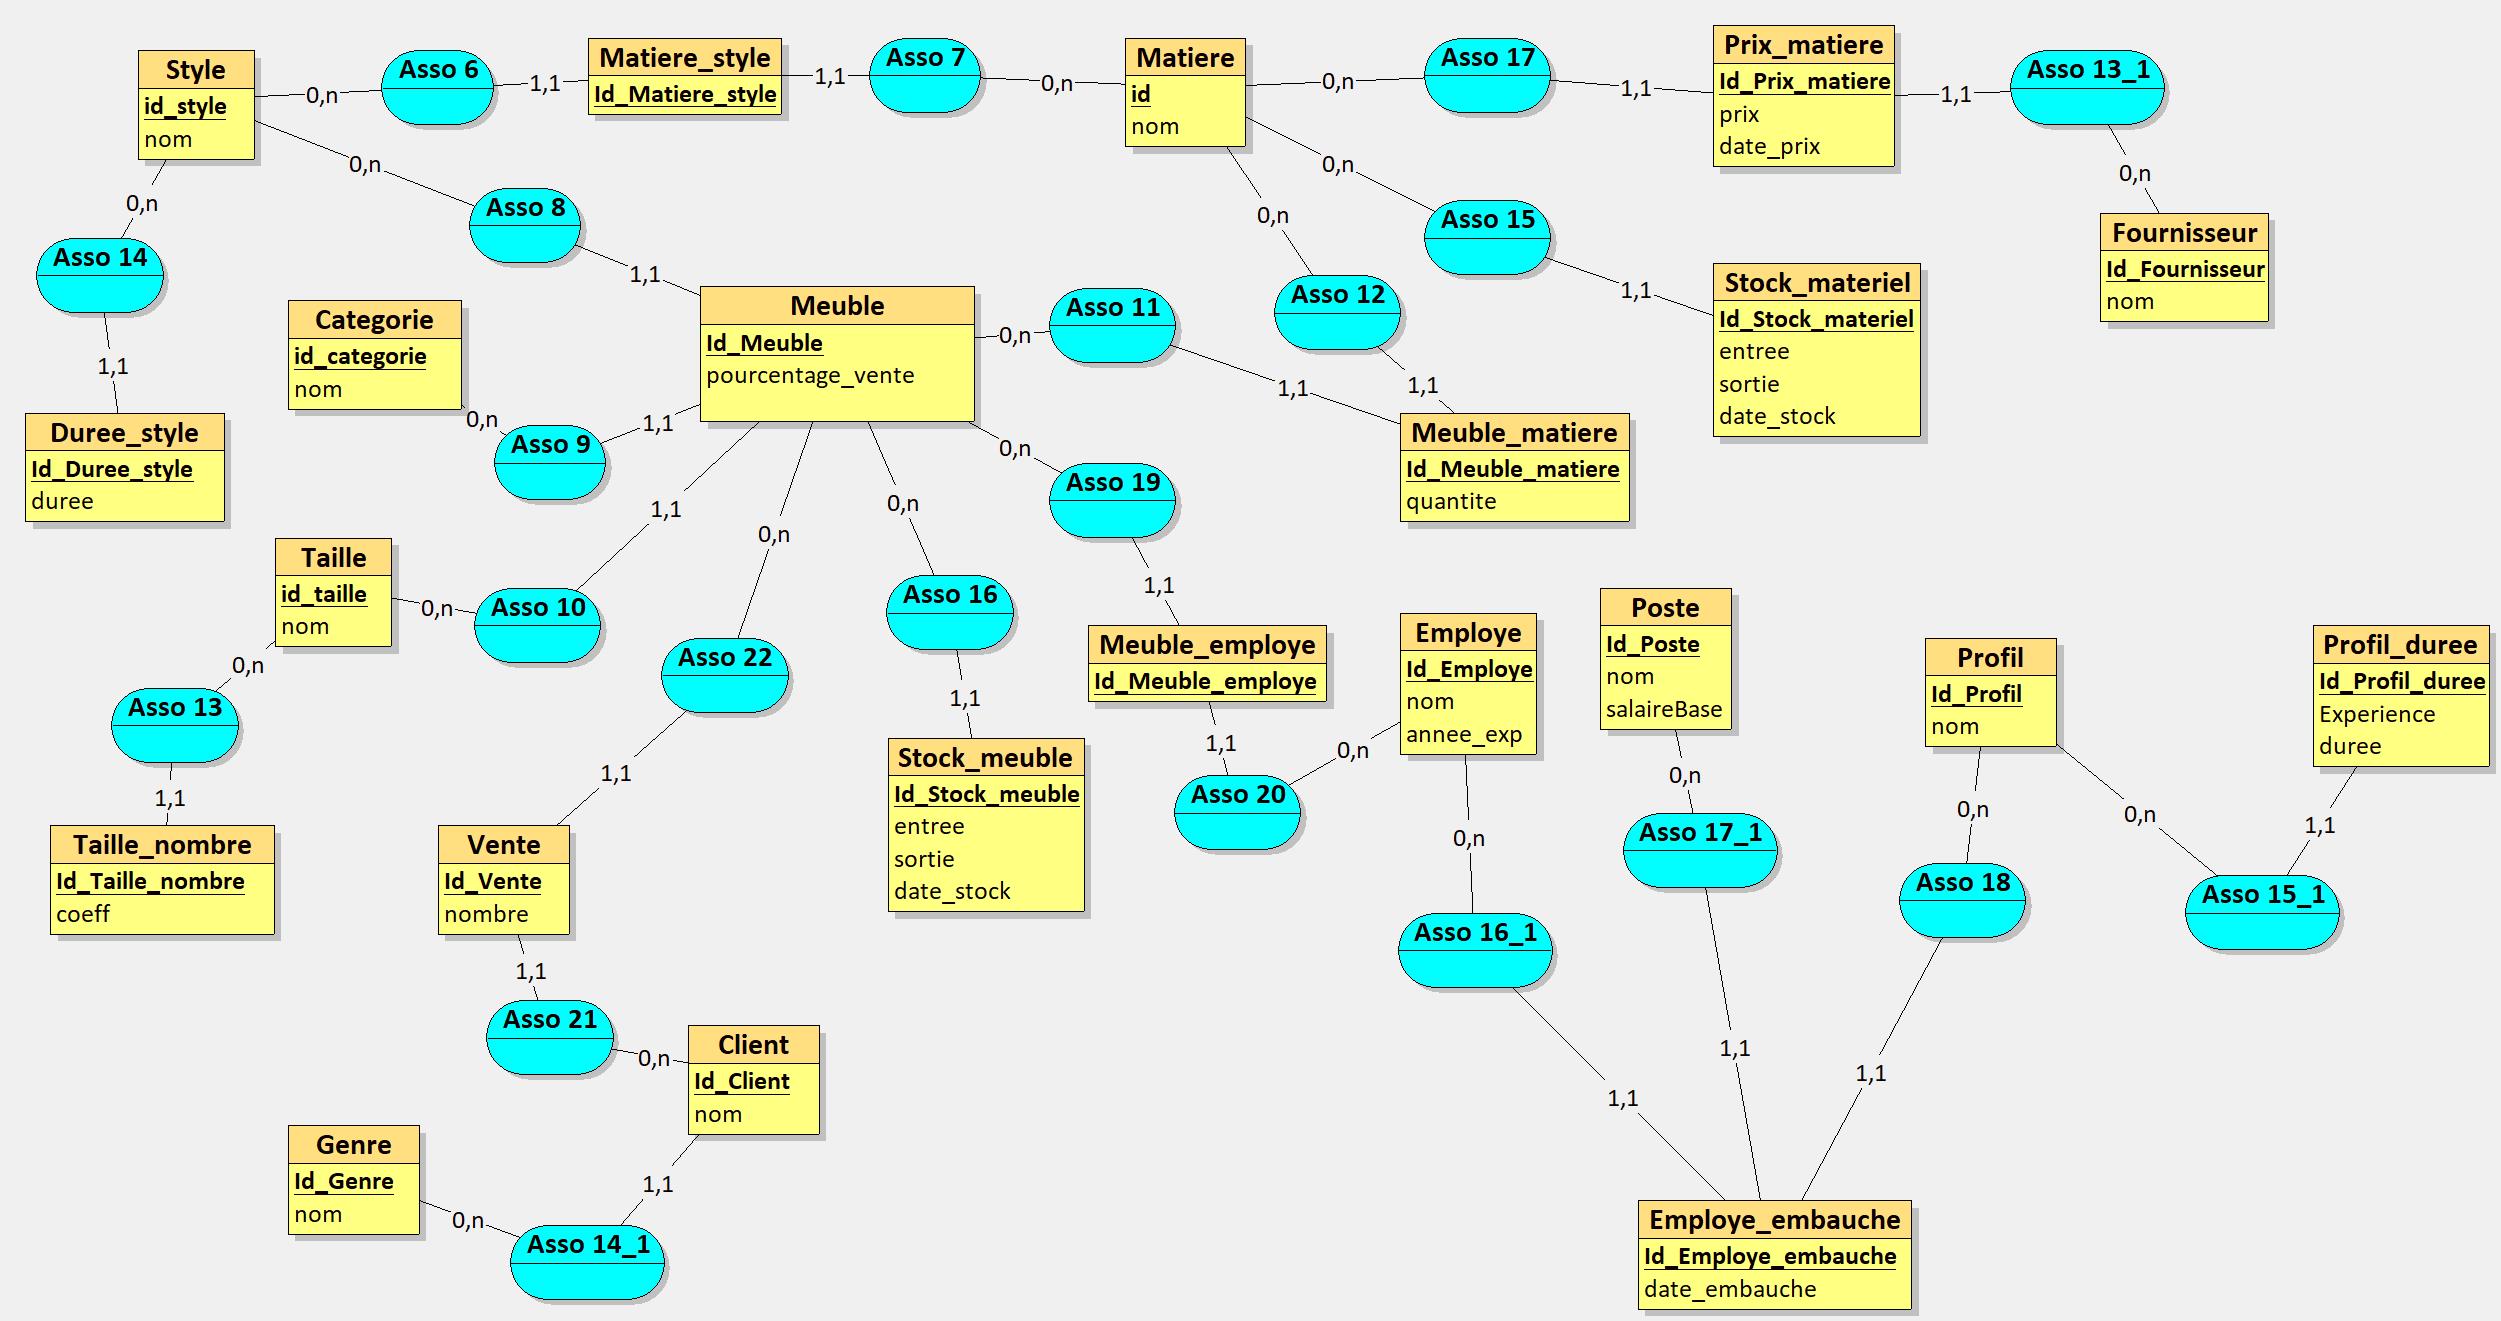 Style
id_style
nom
0,n
Asso 6
1,1
Matiere_style
Id_Matiere_style
1,1
Asso 7
0,n
Matiere
id
nom
0,n
Asso 17
1,1
Prix_matiere
Id_Prix_matiere
prix
date_prix
1,1
Asso 13_1
0,n
Fournisseur
Id_Fournisseur
nom
0,n
Asso 15
1,1
Stock_materiel
Id_Stock_materiel
entree
sortie
date_stock
0,n
Asso 12
1,1
Meuble_matiere
Id_Meuble_matiere
quantite
0,n
Asso 14
1,1
Duree_style
Id_Duree_style
duree
0,n
Asso 8
1,1
Meuble
Id_Meuble
pourcentage_vente
0,n
Asso 11
1,1
Categorie
id_categorie
nom
0,n
Asso 9
1,1
0,n
Asso 19
1,1
Meuble_employe
Id_Meuble_employe
1,1
Asso 20
0,n
Employe
Id_Employe
nom
annee_exp
Taille
id_taille
nom
0,n
Asso 10
1,1
0,n
Asso 13
1,1
Taille_nombre
Id_Taille_nombre
coeff
0,n
Asso 22
1,1
Vente
Id_Vente
nombre
0,n
Asso 16
1,1
Stock_meuble
Id_Stock_meuble
entree
sortie
date_stock
1,1
Asso 21
0,n
Client
Id_Client
nom
1,1
Asso 14_1
0,n
Genre
Id_Genre
nom
Poste
Id_Poste
nom
salaireBase
0,n
Asso 17_1
1,1
Profil
Id_Profil
nom
0,n
Asso 18
1,1
0,n
Asso 15_1
1,1
Profil_duree
Id_Profil_duree
Experience
duree
0,n
Asso 16_1
1,1
Employe_embauche
Id_Employe_embauche
date_embauche